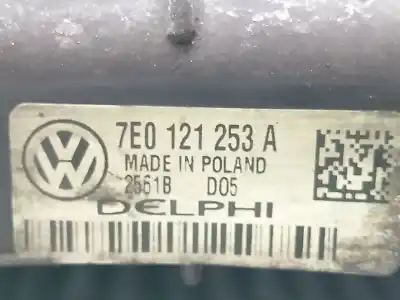 7E0 121 253 A
MADE IN POLAND
2561B D05
DELPHI